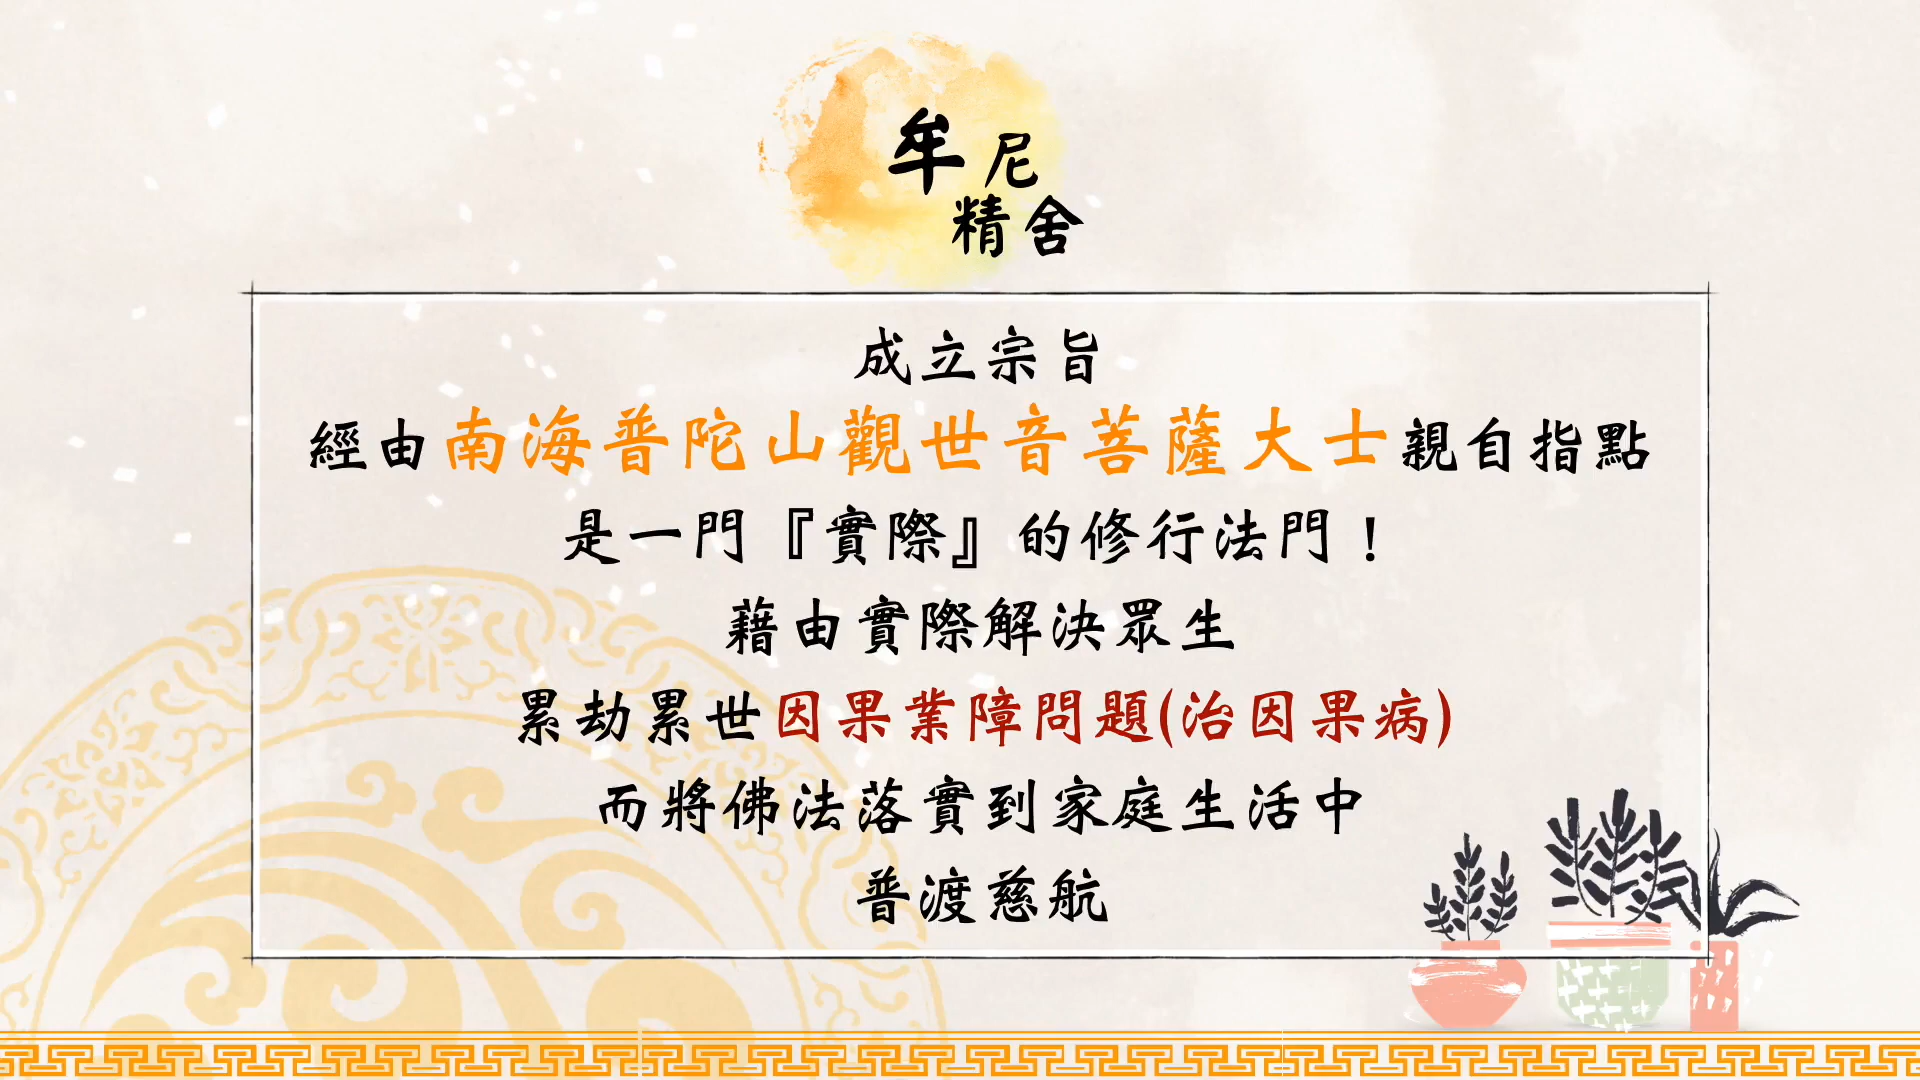 牟尼
精舍
成立宗旨
經由南海普陀山觀世音菩薩大士親自指點
是一門『實際』的修行法門！
藉由實際解決眾生
累劫累世因果業障問題(治因果病)
而將佛法落實到家庭生活中
普渡慈航